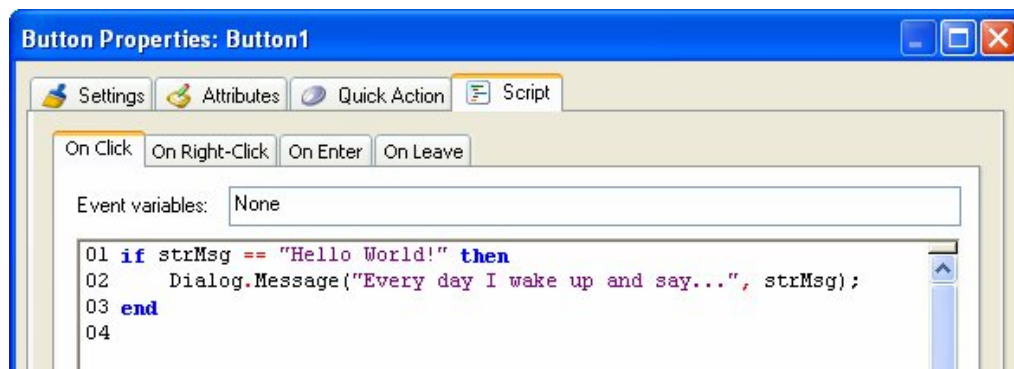 Button Properties: Button1
Settings Attributes Quick Action Script
On Click On Right-Click On Enter On Leave
Event variables: None
01 if strMsg == "Hello World!" then
02 Dialog.Message("Every day I wake up and say...", strMsg);
03 end
04